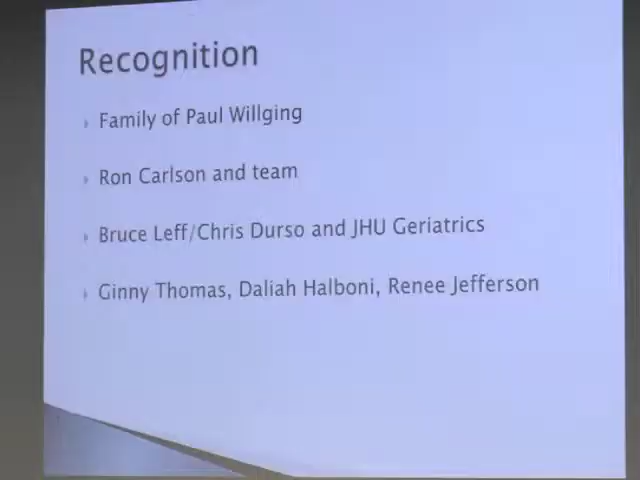 Recognition
Family of Paul Willging
Ron Carlson and team
Bruce Leff/Chris Durso and JHU Geriatrics
Ginny Thomas, Daliah Halboni, Renee Jefferson